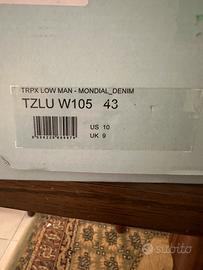 TRPX LOW MAN - MONDIAL_DENIM
TZLU W105 43
US 10
UK 9
subito